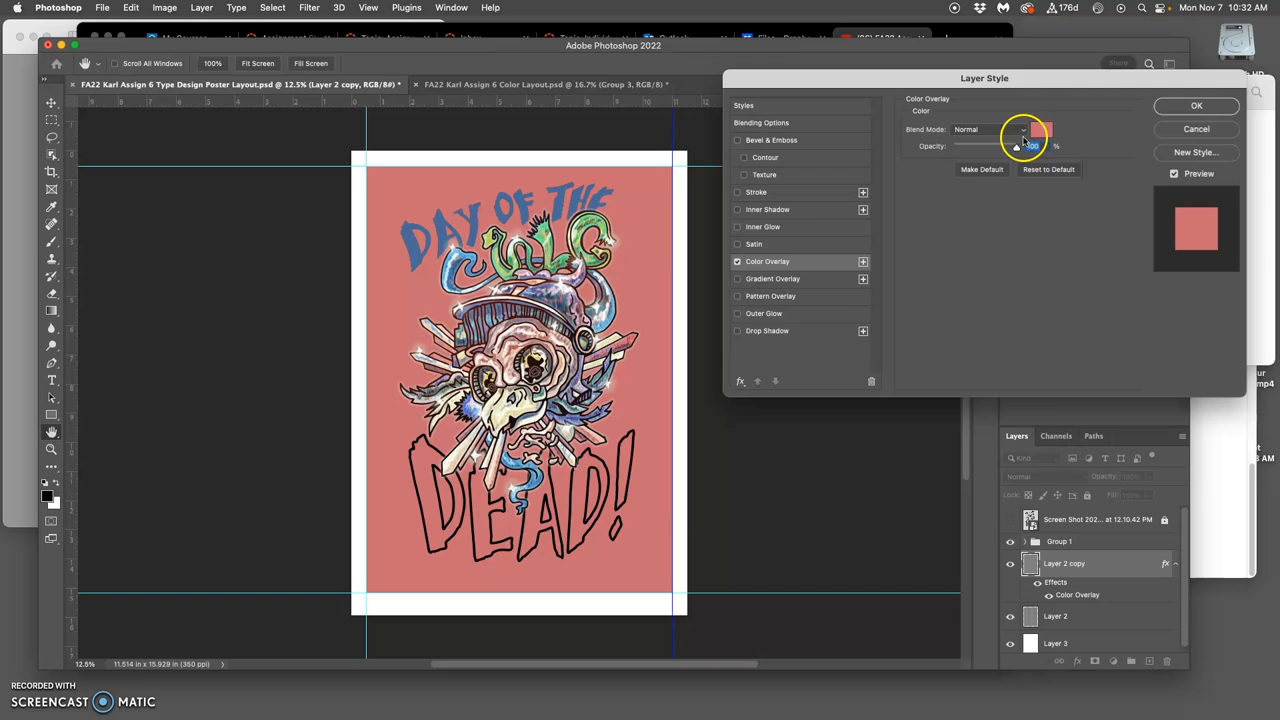 Photoshop File Edit Image Layer Type Select Filter 3D View Plugins Window Help 176d Mon Nov 7 10:32 AM
Adobe Photoshop 2022
Scroll All Windows 100% Fit Screen Fill Screen Share
FA22 Karl Assign 6 Type Design Poster Layout.psd @ 12.5% (Layer 2 copy, RGB/8#) *
FA22 Karl Assign 6 Color Layout.psd @ 16.7% (Group 3, RGB/8#) *
DAY OF THE
DEAD!
Layer Style
Styles
Blending Options
Bevel & Emboss
Contour
Texture
Stroke
Inner Shadow
Inner Glow
Satin
Color Overlay
Gradient Overlay
Pattern Overlay
Outer Glow
Drop Shadow
fx
Color Overlay
Color
Blend Mode: Normal
Opacity: %
Make Default Reset to Default
OK
Cancel
New Style...
Preview
Layers Channels Paths
Kind
Normal Opacity:
Lock: Fill:
Screen Shot 202... at 12.10.42 PM
Group 1
Layer 2 copy fx
Effects
Color Overlay
Layer 2
Layer 3
12.5% 11.514 in x 15.929 in (350 ppi)
RECORDED WITH
SCREENCAST MATIC